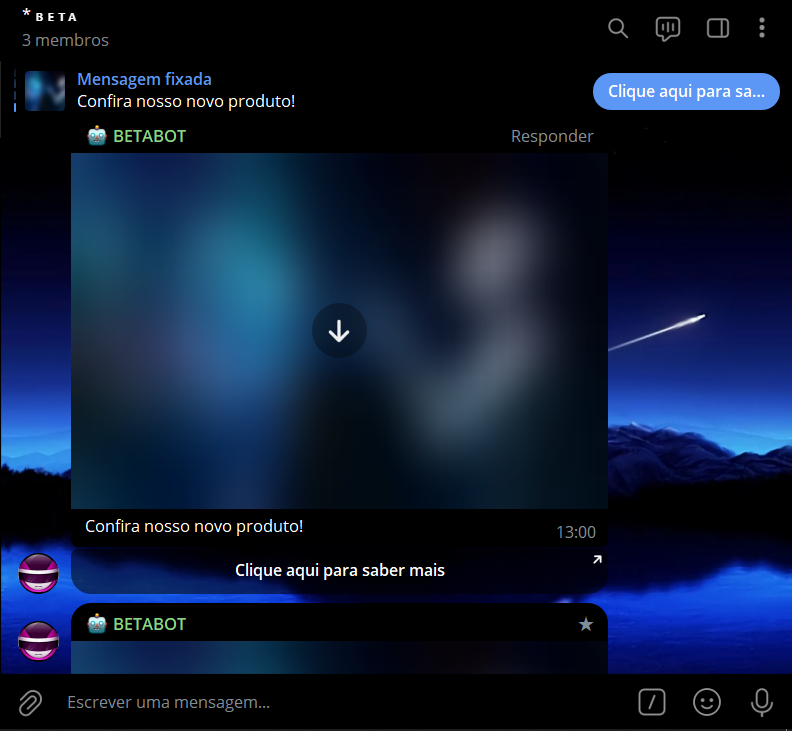 * B E T A
3 membros
Mensagem fixada
Confira nosso novo produto!
Clique aqui para sa...
BETABOT
Responder
Confira nosso novo produto!
13:00
Clique aqui para saber mais
BETABOT
Escrever uma mensagem...